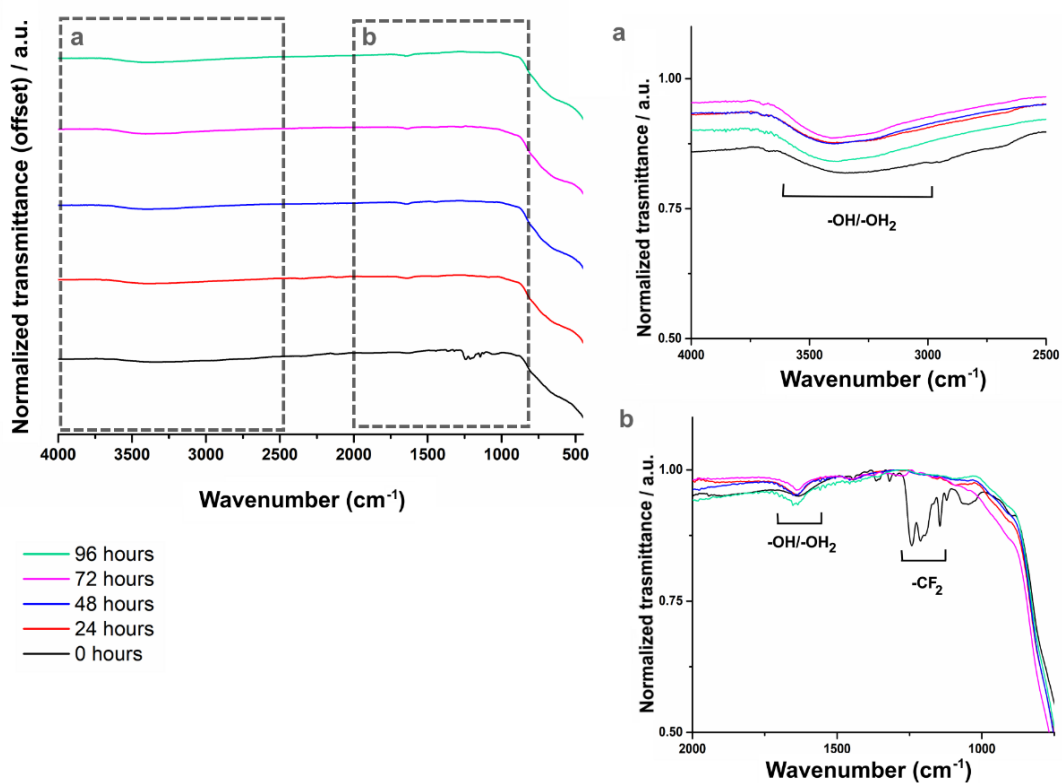 a
b
Normalized transmittance (offset) / a.u.
4000 3500 3000 2500 2000 1500 1000 500
Wavenumber (cm-1)
96 hours
72 hours
48 hours
24 hours
0 hours
a
Normalized trasmittance / a.u.
1.00
0.75
0.50
-OH/-OH2
4000 3500 3000 2500
Wavenumber (cm-1)
b
Normalized trasmittance / a.u.
1.00
0.75
0.50
-OH/-OH2
-CF2
2000 1500 1000
Wavenumber (cm-1)